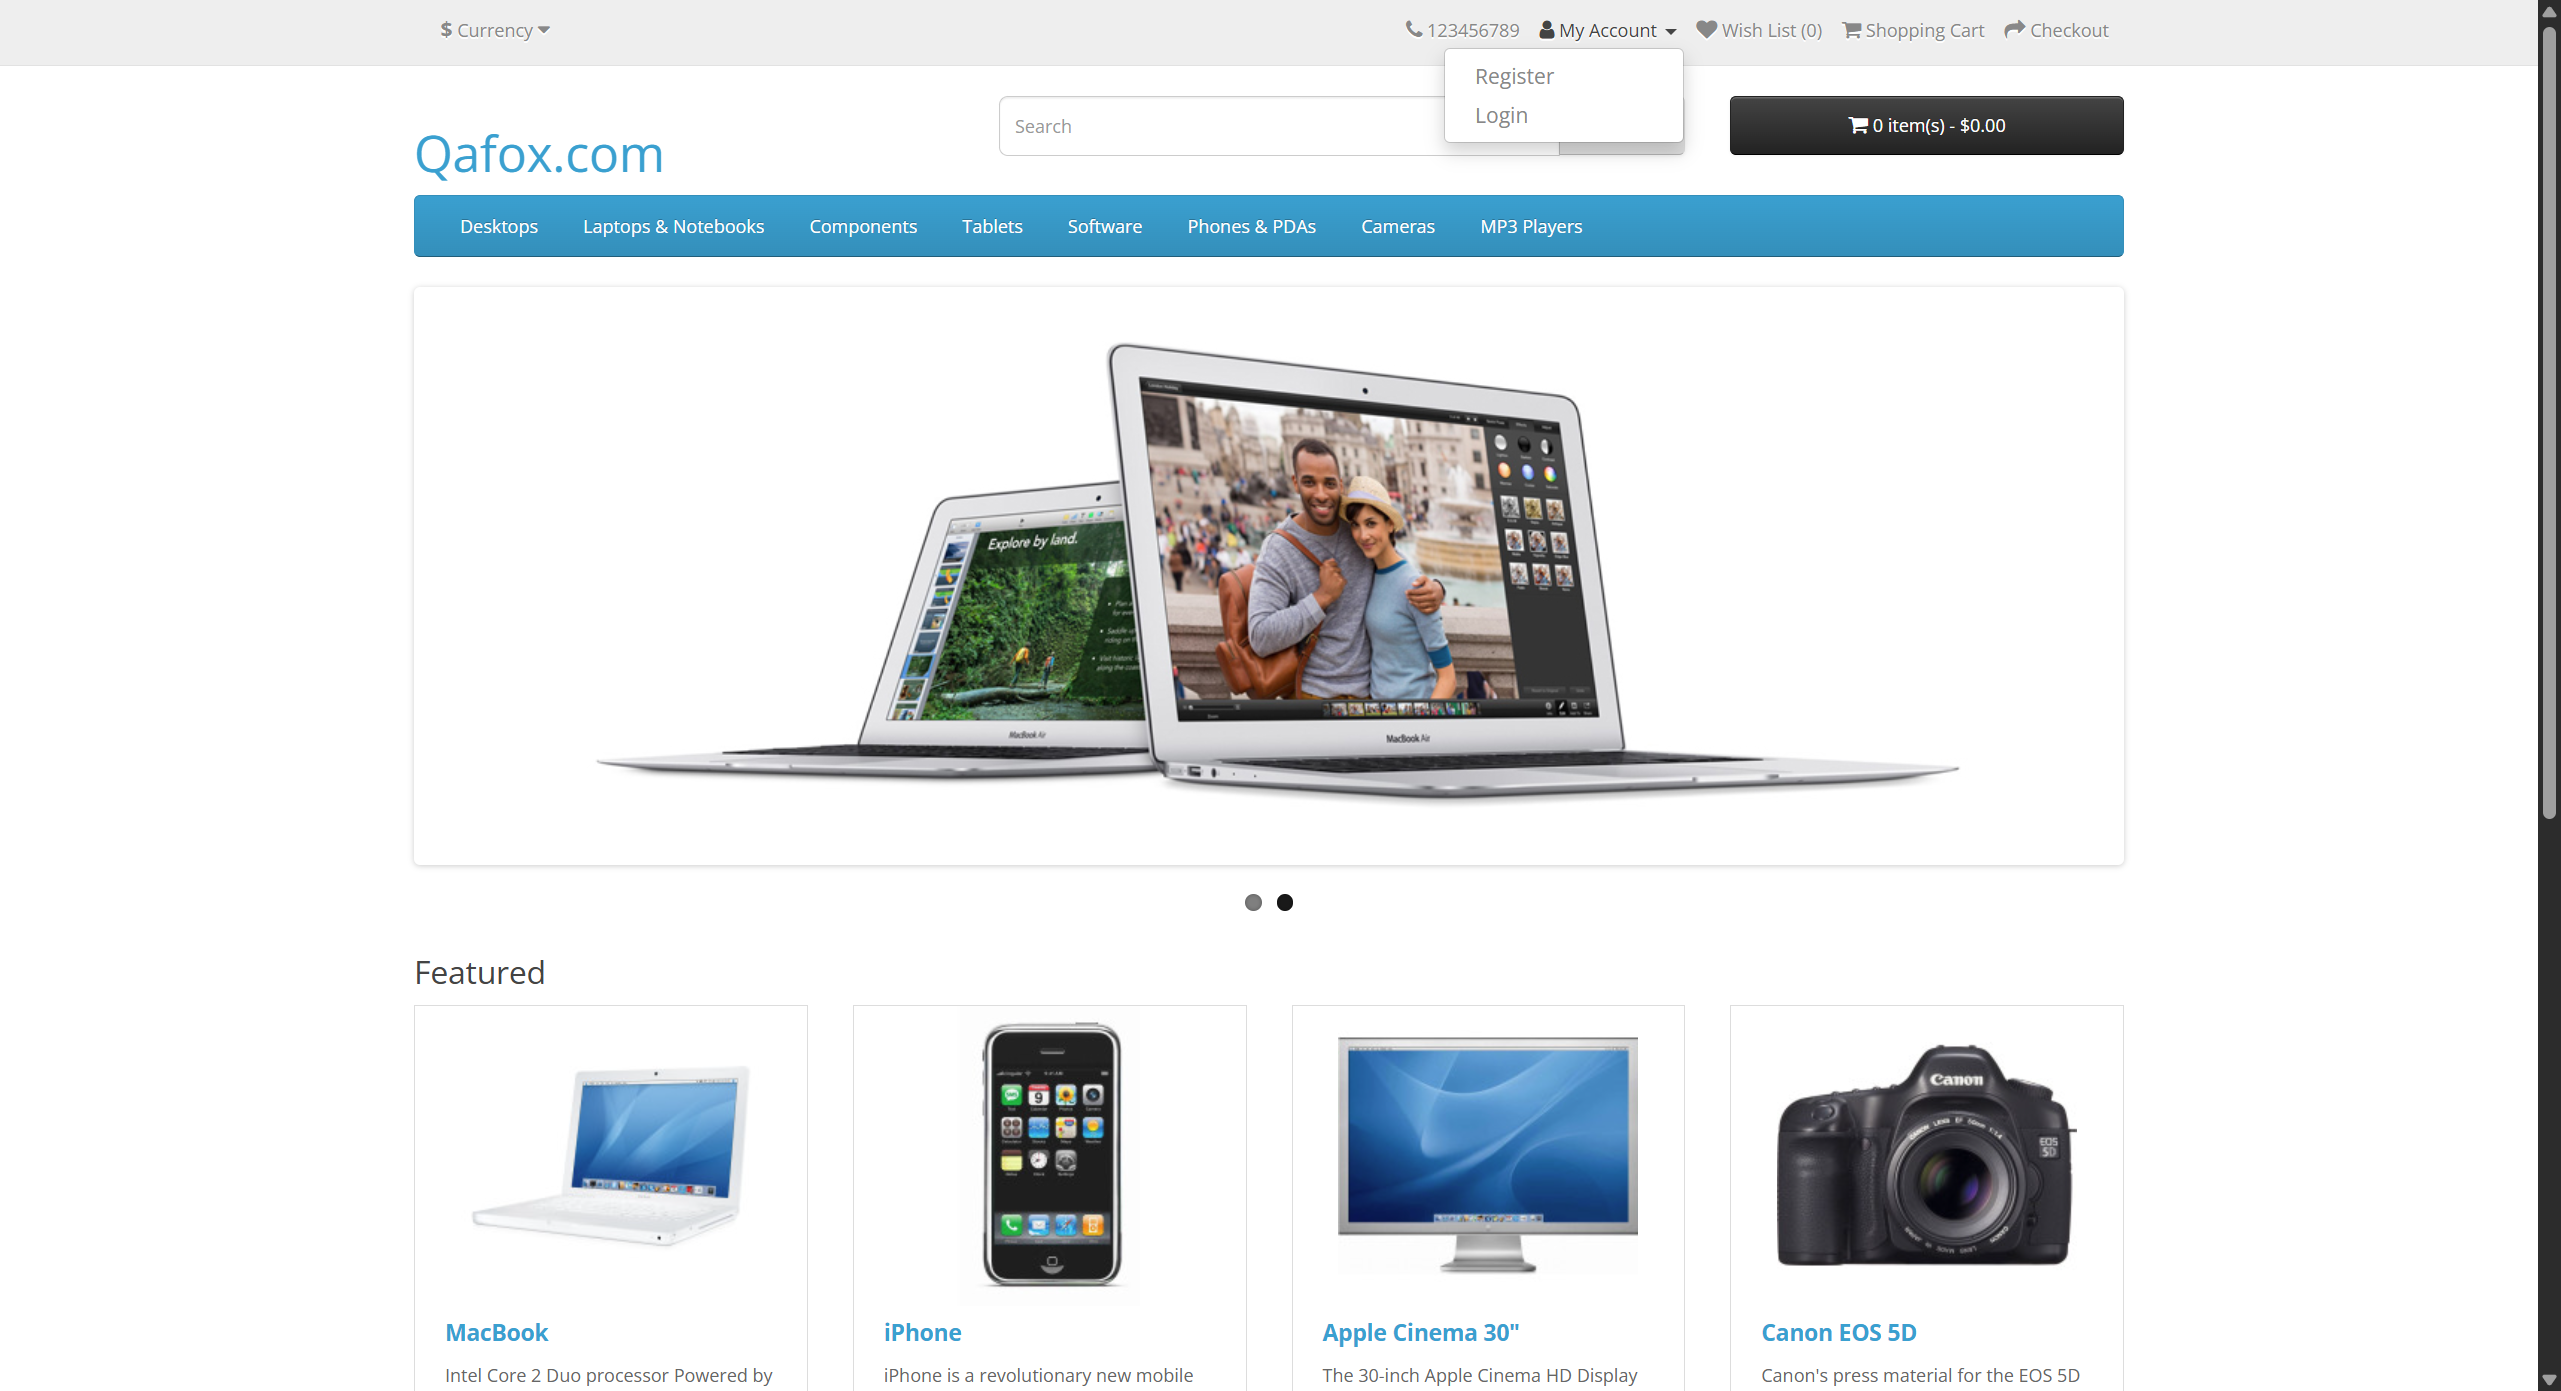 $ Currency
123456789 My Account Wish List (0) Shopping Cart Checkout
Register
Login
Search
0 item(s) - $0.00
Qafox.com
Desktops Laptops & Notebooks Components Tablets Software Phones & PDAs Cameras MP3 Players
Explore by land.
MacBook Air
MacBook Air
Featured
Canon
EOS
5D
MacBook
iPhone
Apple Cinema 30"
Canon EOS 5D
Intel Core 2 Duo processor Powered by
iPhone is a revolutionary new mobile
The 30-inch Apple Cinema HD Display
Canon's press material for the EOS 5D